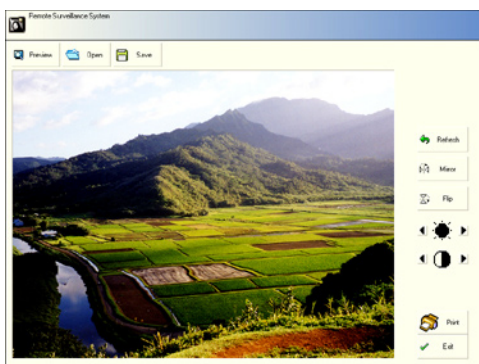 Remote Surveillance System
Preview Open Save
Refresh
Mirror
Flip
Print
Exit